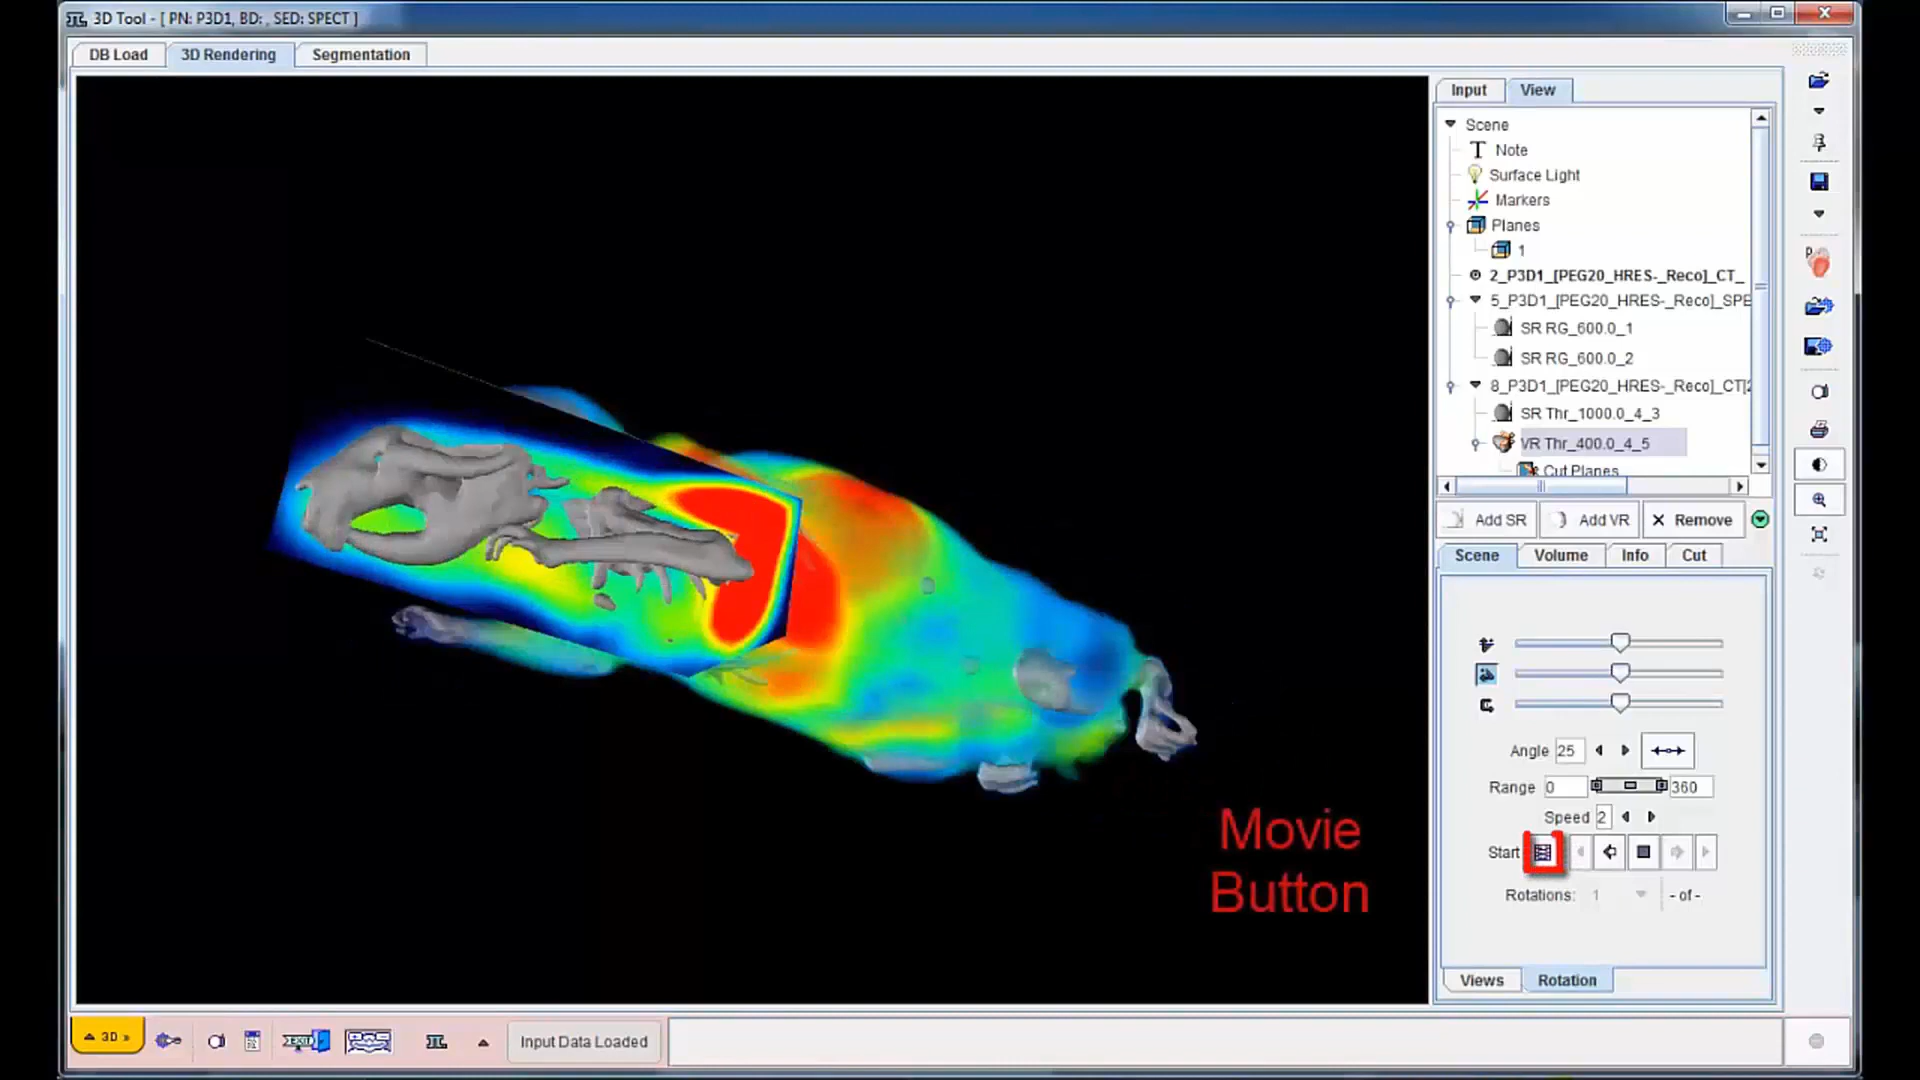 3D Tool - [ PN: P3D1, BD: , SED: SPECT ]
DB Load
3D Rendering
Segmentation
Input
View
Scene
Note
Surface Light
Markers
Planes
1
2_P3D1_[PEG20_HRES-_Reco]_CT_
5_P3D1_[PEG20_HRES-_Reco]_SPE
SR RG_600.0_1
SR RG_600.0_2
8_P3D1_[PEG20_HRES-_Reco]_CT[2
SR Thr_1000.0_4_3
VR Thr_400.0_4_5
Cut Planes
Add SR
Add VR
Remove
Scene
Volume
Info
Cut
Angle 25
Range 0 360
Speed 2
Start
Rotations: 1 - of -
Movie
Button
Views
Rotation
3D
EXIT
Input Data Loaded